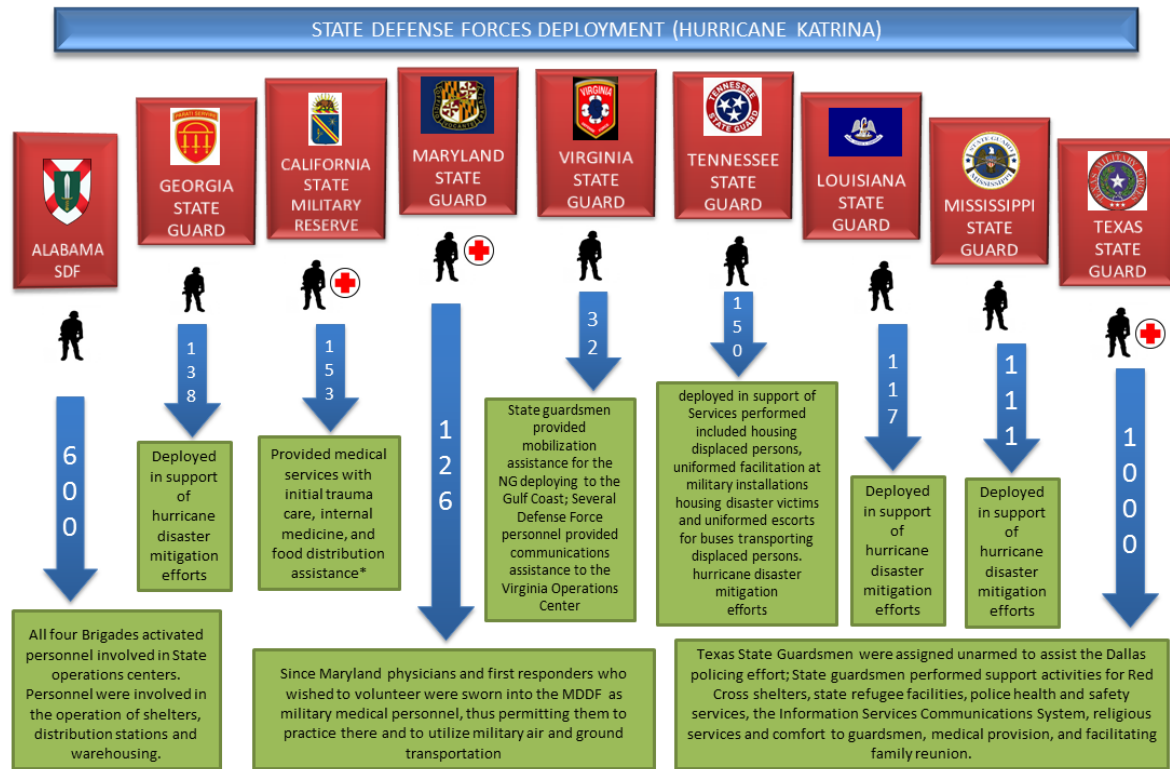 STATE DEFENSE FORCES DEPLOYMENT (HURRICANE KATRINA)
ALABAMA
SDF
600
All four Brigades activated
personnel involved in State
operations centers.
Personnel were involved in
the operation of shelters,
distribution stations and
warehousing.
GEORGIA
STATE
GUARD
138
Deployed
in support
of
hurricane
disaster
mitigation
efforts
CALIFORNIA
STATE
MILITARY
RESERVE
153
Provided medical
services with
initial trauma
care, internal
medicine, and
food distribution
assistance*
MARYLAND
STATE
GUARD
126
Since Maryland physicians and first responders who
wished to volunteer were sworn into the MDDF as
military medical personnel, thus permitting them to
practice there and to utilize military air and ground
transportation
VIRGINIA
VIRGINIA
STATE
GUARD
32
State guardsmen
provided
mobilization
assistance for the
NG deploying to the
Gulf Coast; Several
Defense Force
personnel provided
communications
assistance to the
Virginia Operations
Center
TENNESSEE
STATE GUARD
TENNESSEE
STATE
GUARD
150
deployed in support of
Services performed
included housing
displaced persons,
uniformed facilitation at
military installations
housing disaster victims
and uniformed escorts
for buses transporting
displaced persons.
hurricane disaster
mitigation
efforts
LOUISIANA
STATE
GUARD
117
Deployed
in support
of
hurricane
disaster
mitigation
efforts
STATE GUARD
MISSISSIPPI
MISSISSIPPI
STATE
GUARD
111
Deployed
in support
of
hurricane
disaster
mitigation
efforts
TEXAS MILITARY FORCES
TEXAS
STATE
GUARD
1000
Texas State Guardsmen were assigned unarmed to assist the Dallas
policing effort; State guardsmen performed support activities for Red
Cross shelters, state refugee facilities, police health and safety
services, the Information Services Communications System, religious
services and comfort to guardsmen, medical provision, and facilitating
family reunion.